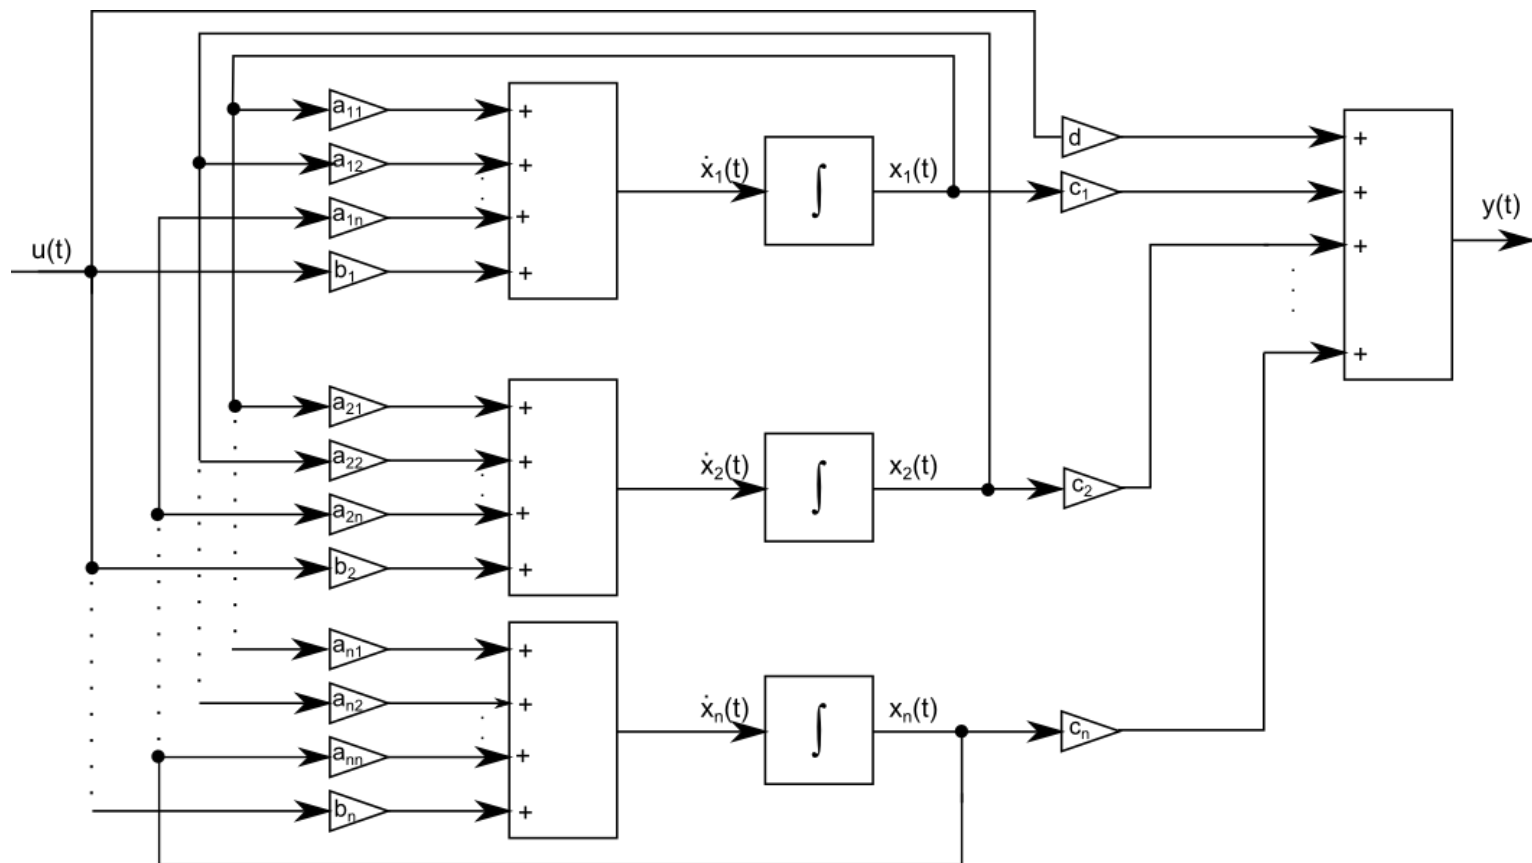 a₁₁ +
a₁₂ +
a₁ₙ +
b₁ +
u(t)
ẋ₁(t) ∫ x₁(t)
d +
c₁ +
+
+
y(t)
a₂₁ +
a₂₂ +
a₂ₙ +
b₂ +
ẋ₂(t) ∫ x₂(t)
c₂
aₙ₁ +
aₙ₂ +
aₙₙ +
bₙ +
ẋₙ(t) ∫ xₙ(t)
cₙ